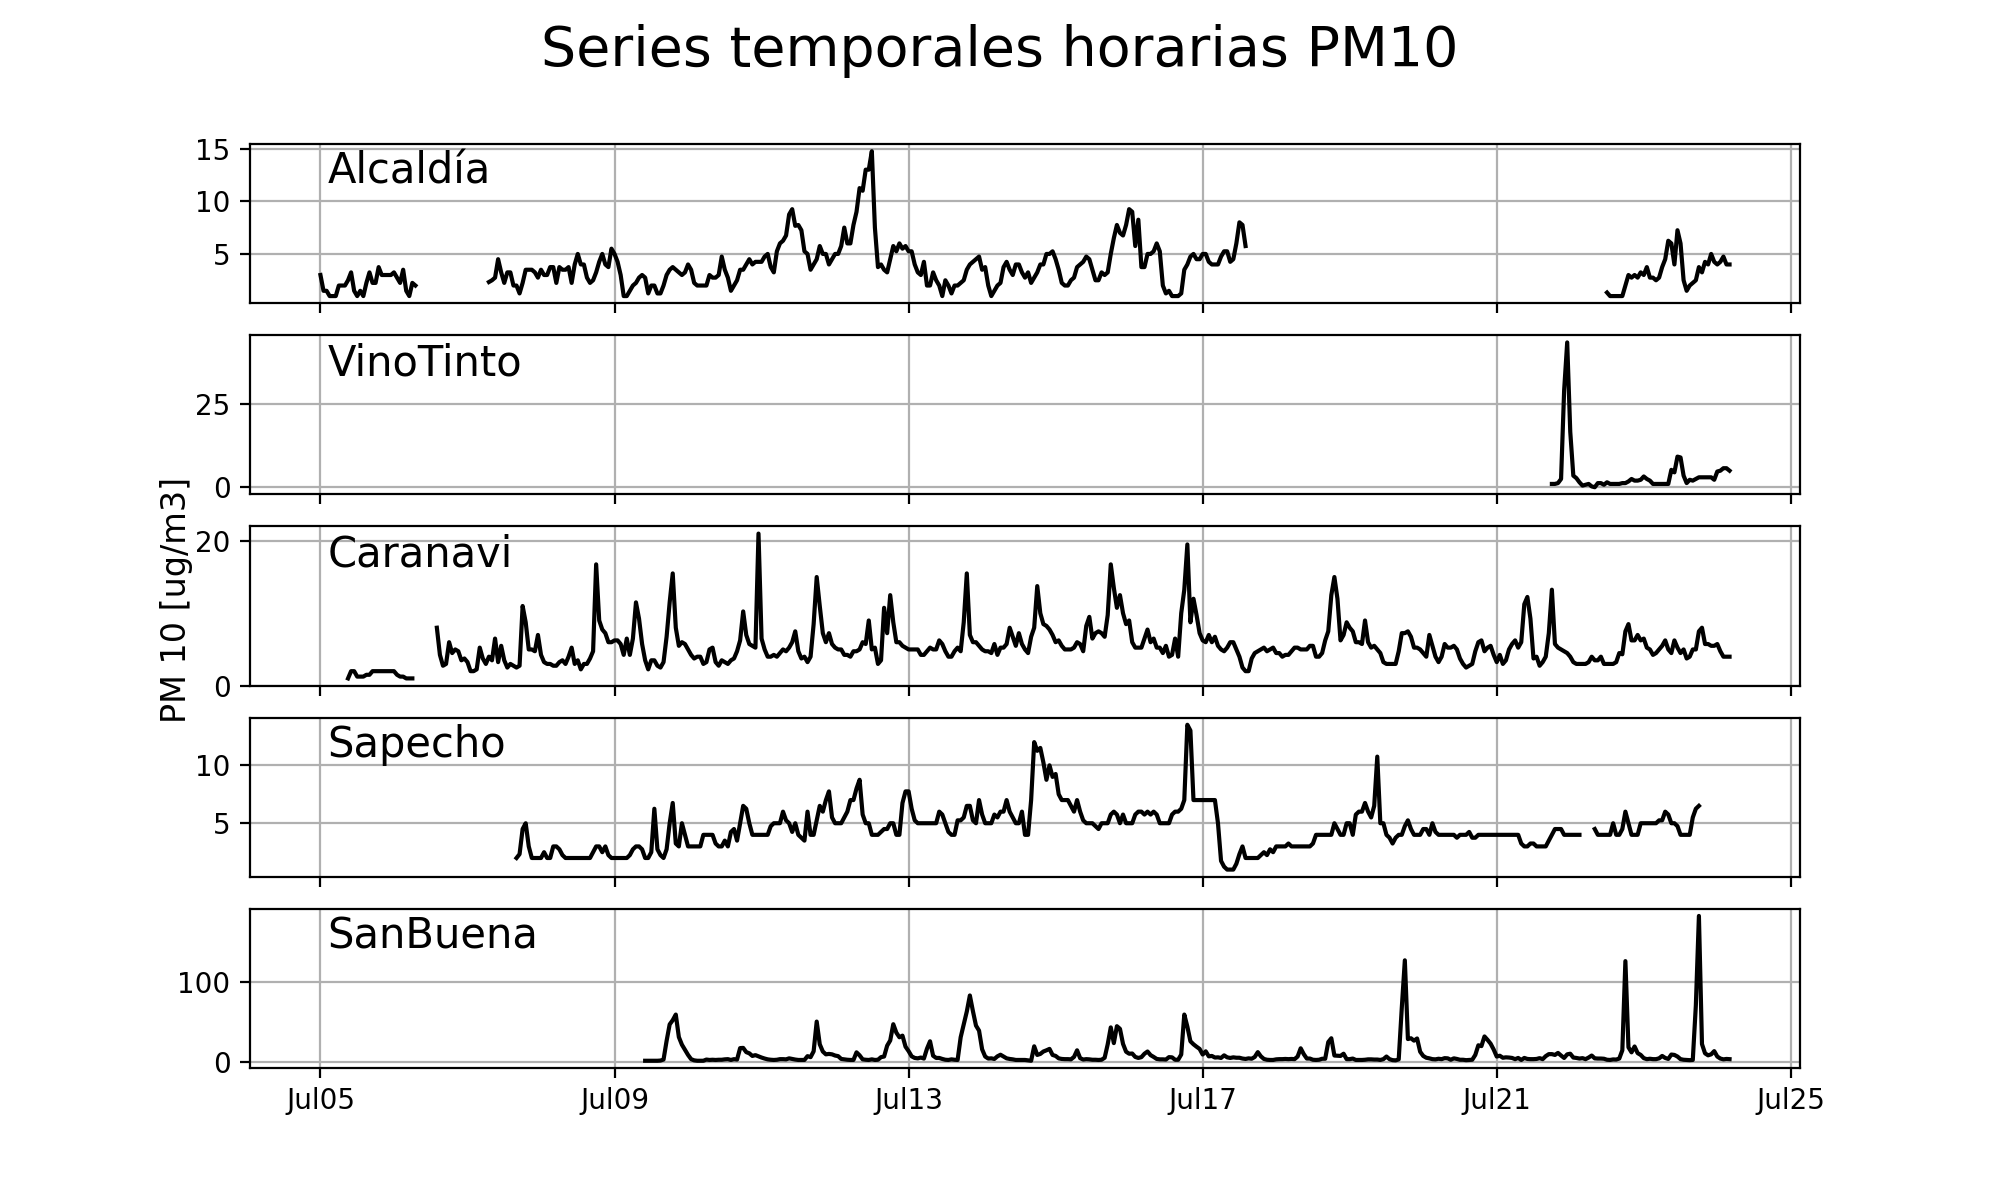 Series temporales horarias PM10
PM 10 [ug/m3]
Alcaldía
15
10
5
VinoTinto
25
0
Caranavi
20
0
Sapecho
10
5
SanBuena
100
0
Jul05 Jul09 Jul13 Jul17 Jul21 Jul25